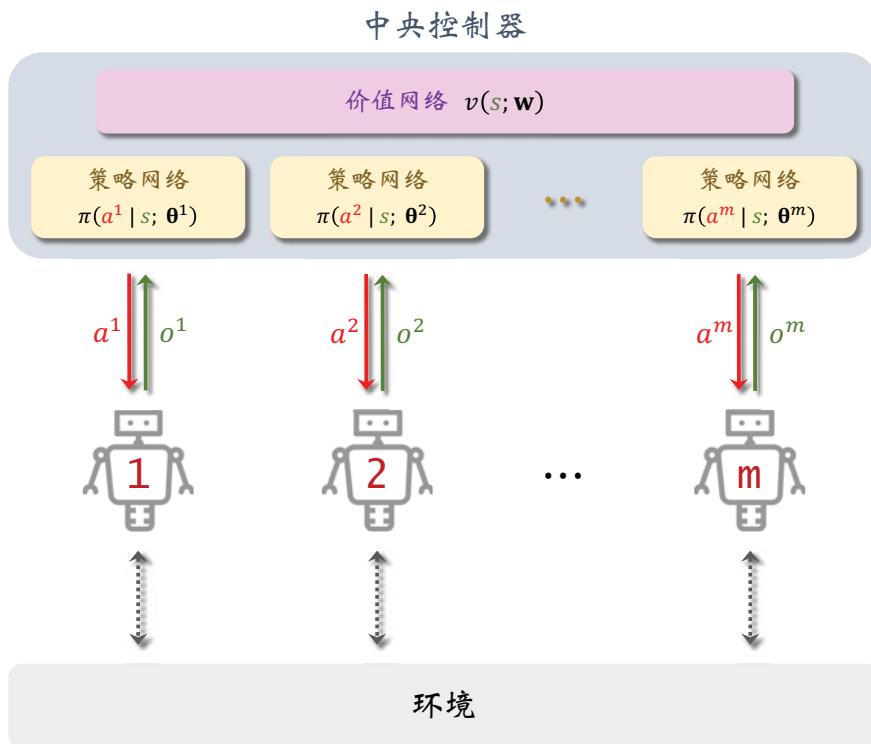 中央控制器
价值网络 v(s; w)
策略网络 策略网络 策略网络
π(a¹ | s; θ¹) π(a² | s; θ²) ··· π(aᵐ | s; θᵐ)
a¹ o¹ a² o² aᵐ oᵐ
1 2 ··· m
环境